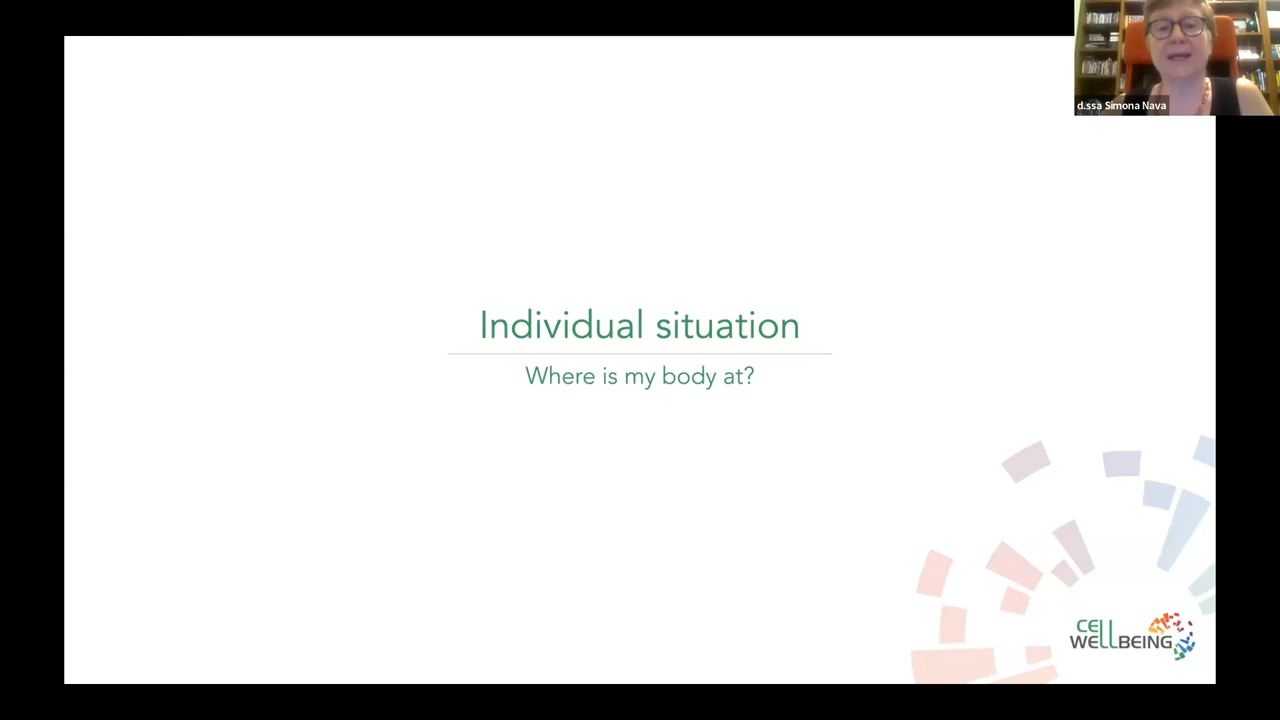 d.ssa Simona Nava
Individual situation
Where is my body at?
CELL
WELLBEING